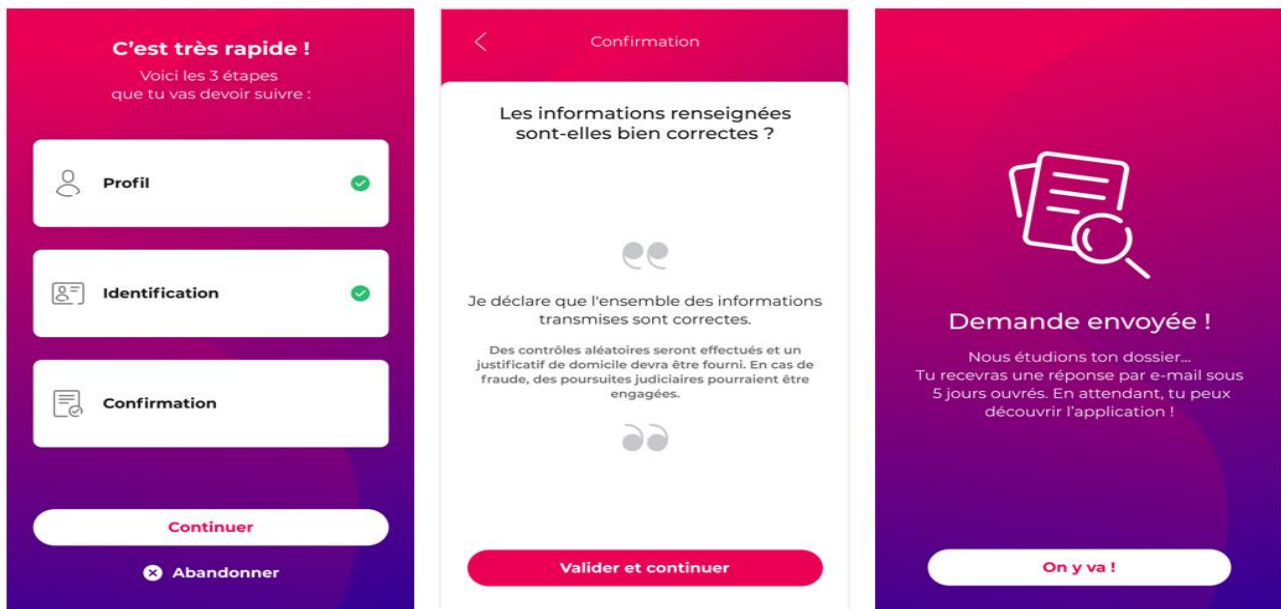 C’est très rapide !
Voici les 3 étapes
que tu vas devoir suivre :
Profil
Identification
Confirmation
Continuer
Abandonner
Confirmation
Les informations renseignées
sont-elles bien correctes ?
Je déclare que l'ensemble des informations
transmises sont correctes.
Des contrôles aléatoires seront effectués et un
justificatif de domicile devra être fourni. En cas de
fraude, des poursuites judiciaires pourraient être
engagées.
Valider et continuer
Demande envoyée !
Nous étudions ton dossier...
Tu recevras une réponse par e-mail sous
5 jours ouvrés. En attendant, tu peux
découvrir l’application !
On y va !